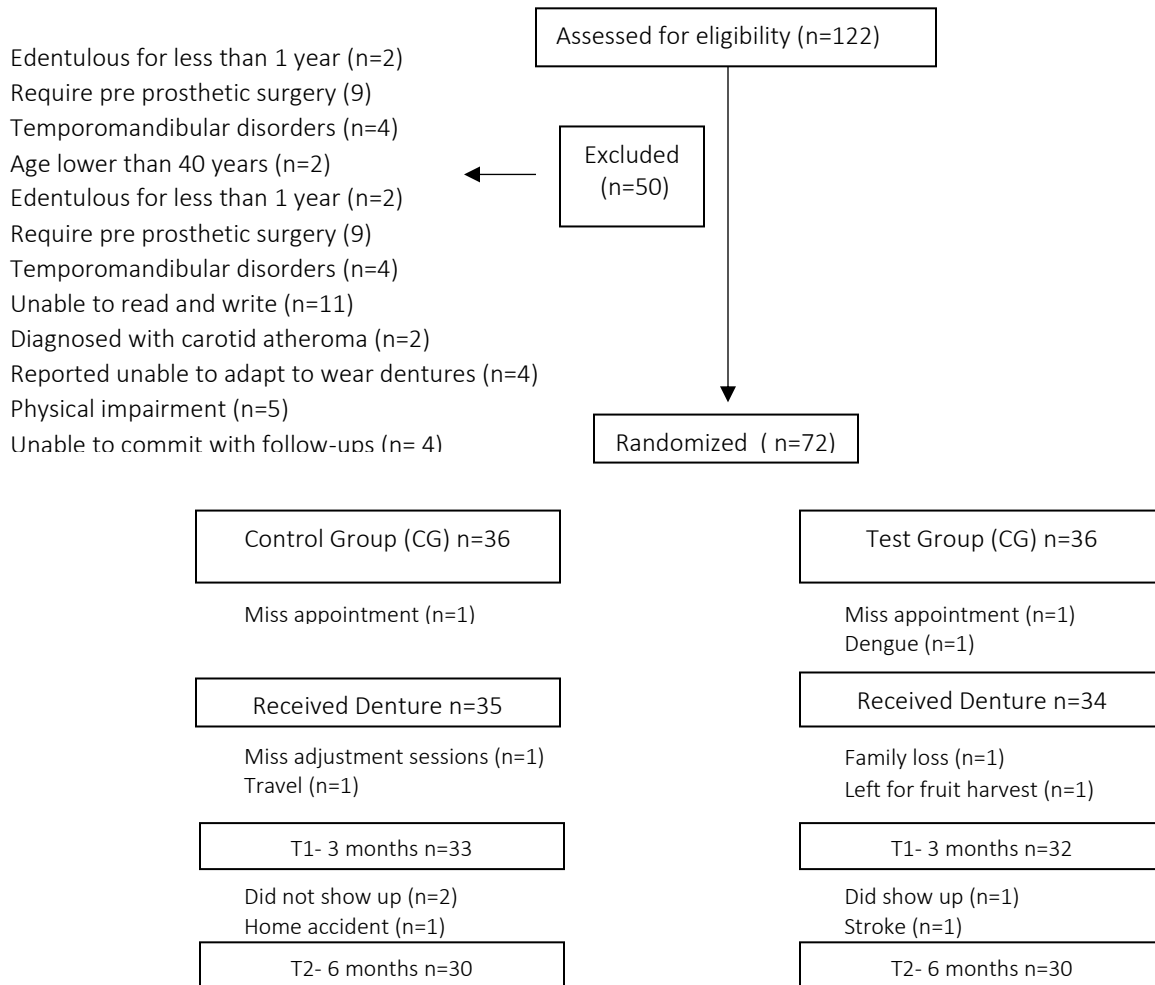 Assessed for eligibility (n=122)
Edentulous for less than 1 year (n=2)
Require pre prosthetic surgery (9)
Temporomandibular disorders (n=4)
Age lower than 40 years (n=2)
Edentulous for less than 1 year (n=2)
Require pre prosthetic surgery (9)
Temporomandibular disorders (n=4)
Unable to read and write (n=11)
Diagnosed with carotid atheroma (n=2)
Reported unable to adapt to wear dentures (n=4)
Physical impairment (n=5)
Unable to commit with follow-ups (n= 4)
Excluded
(n=50)
Randomized ( n=72)
Control Group (CG) n=36
Miss appointment (n=1)
Received Denture n=35
Miss adjustment sessions (n=1)
Travel (n=1)
T1- 3 months n=33
Did not show up (n=2)
Home accident (n=1)
T2- 6 months n=30
Test Group (CG) n=36
Miss appointment (n=1)
Dengue (n=1)
Received Denture n=34
Family loss (n=1)
Left for fruit harvest (n=1)
T1- 3 months n=32
Did show up (n=1)
Stroke (n=1)
T2- 6 months n=30